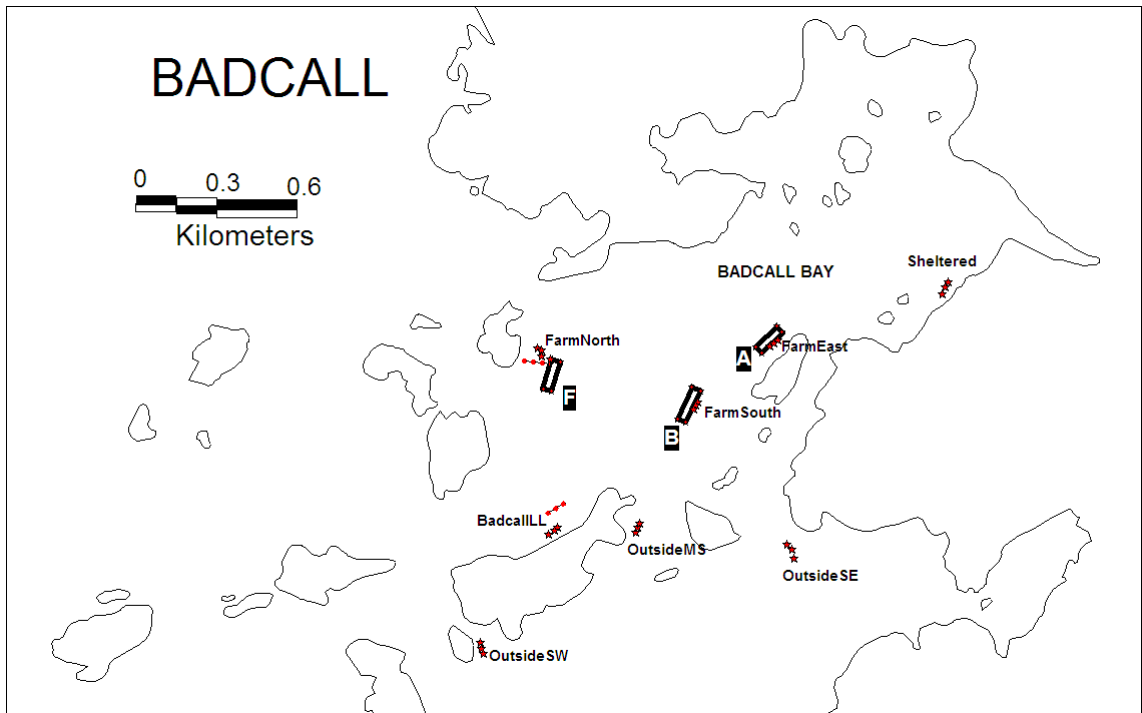 BADCALL
0 0.3 0.6
Kilometers
BADCALL BAY
Sheltered
FarmNorth
A
FarmEast
F
FarmSouth
B
BadcallLL
OutsideMS
OutsideSE
OutsideSW